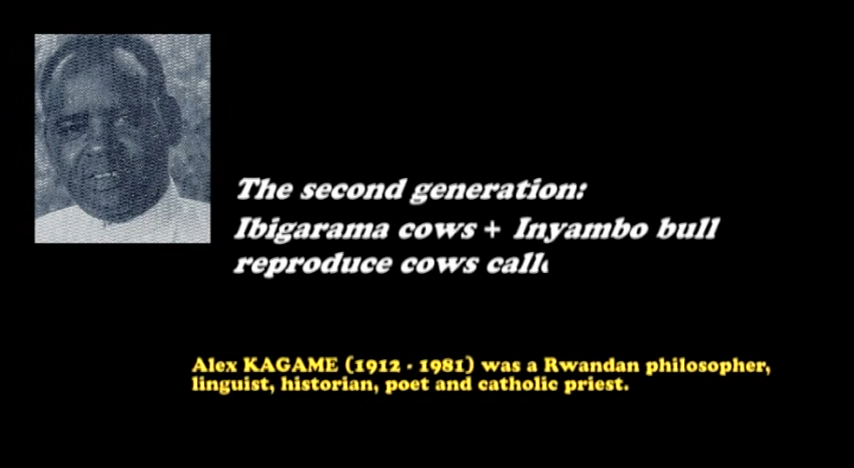 The second generation:
Ibigarama cows + Inyambo bull
reproduce cows call
Alex KAGAME (1912 - 1981) was a Rwandan philosopher,
linguist, historian, poet and catholic priest.